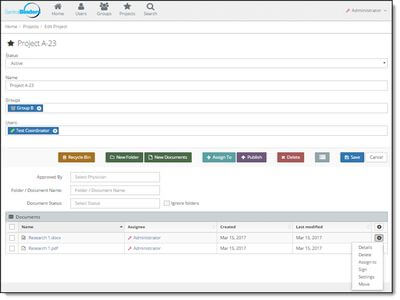 Home
Users
Groups
Projects
Search
Administrator
Home / Projects / Edit Project
Project A-23
Status
Active
Name
Project A-23
Groups
Group B
Users
Test Coordinator
Recycle Bin
New Folder
New Documents
Assign To
Publish
Delete
Save
Cancel
Approved By
Select Physician
Folder / Document Name:
Folder / Document Name
Document Status:
Select Status
Ignore folders
Documents
Name
Assignee
Created
Last modified
Research 1.docx
Administrator
Mar 15, 2017
Mar 15, 2017
Research 1.pdf
Administrator
Mar 15, 2017
Mar 15, 2017
Details
Delete
Assign to
Sign
Settings
Move